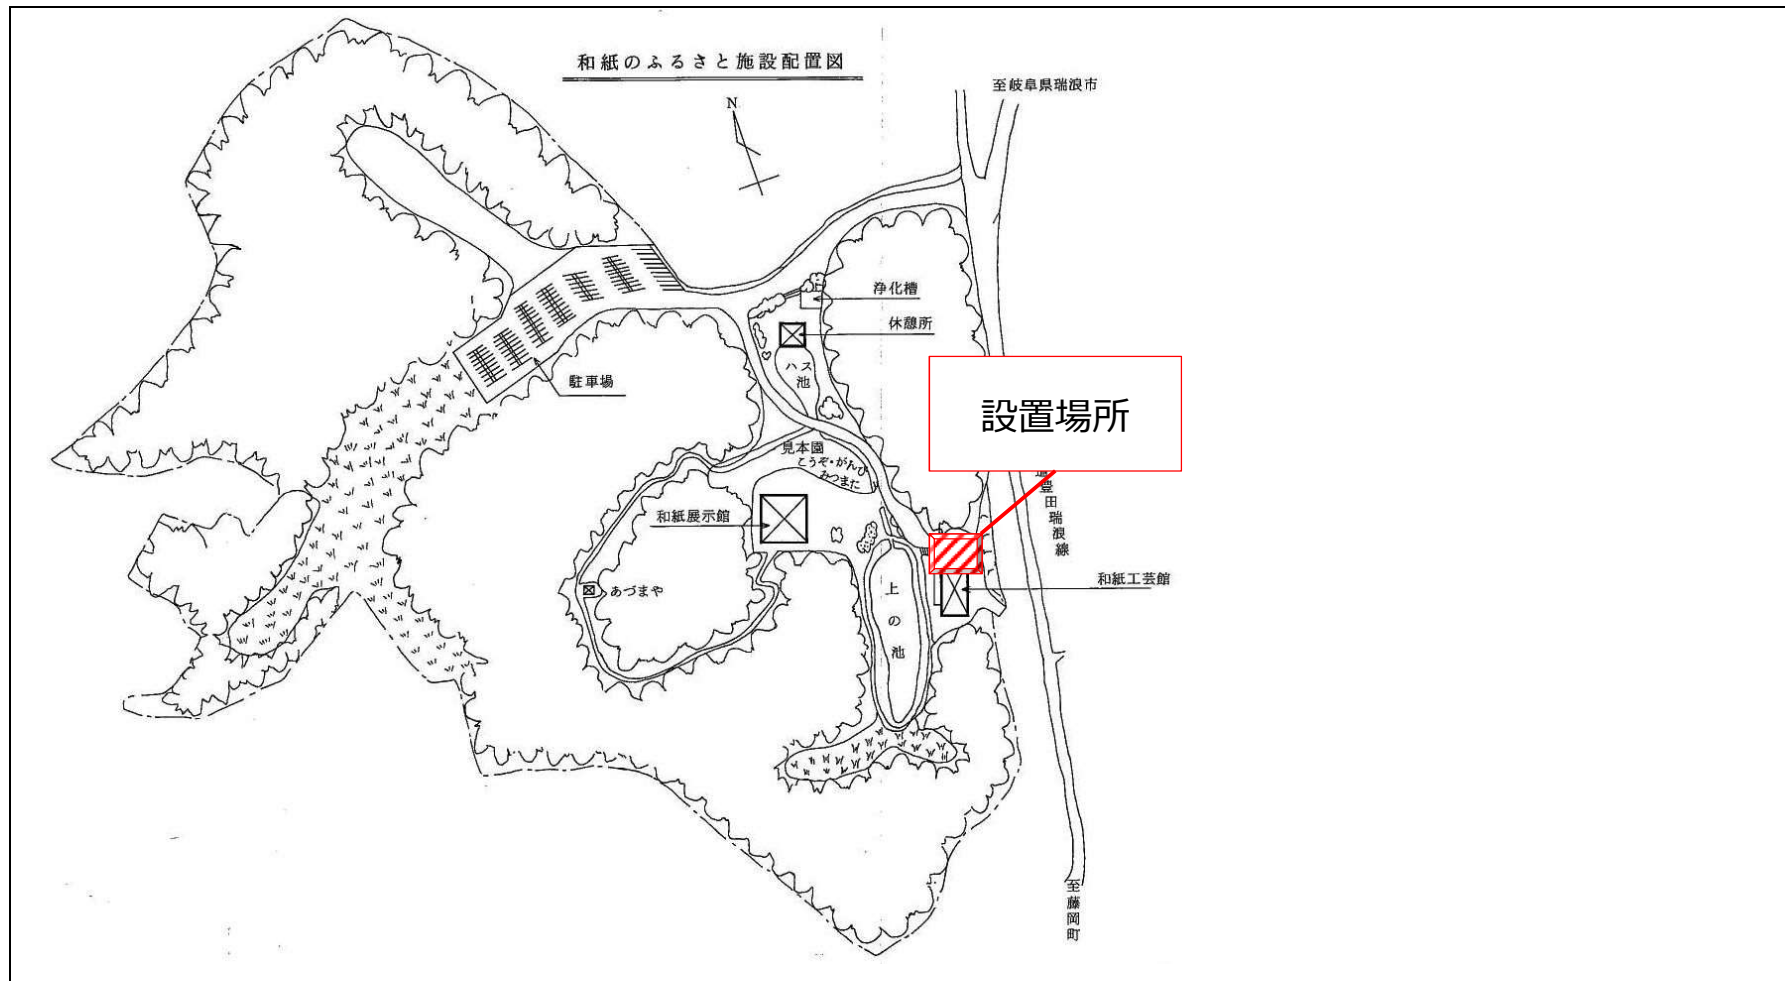 和紙のふるさと施設配置図
N
至岐阜県瑞浪市
浄化槽
休憩所
ハス
池
駐車場
設置場所
見本園
こうぞ・がんぴ
みつまた
豊田瑞浪線
和紙展示館
和紙工芸館
あづまや
上の池
至藤岡町